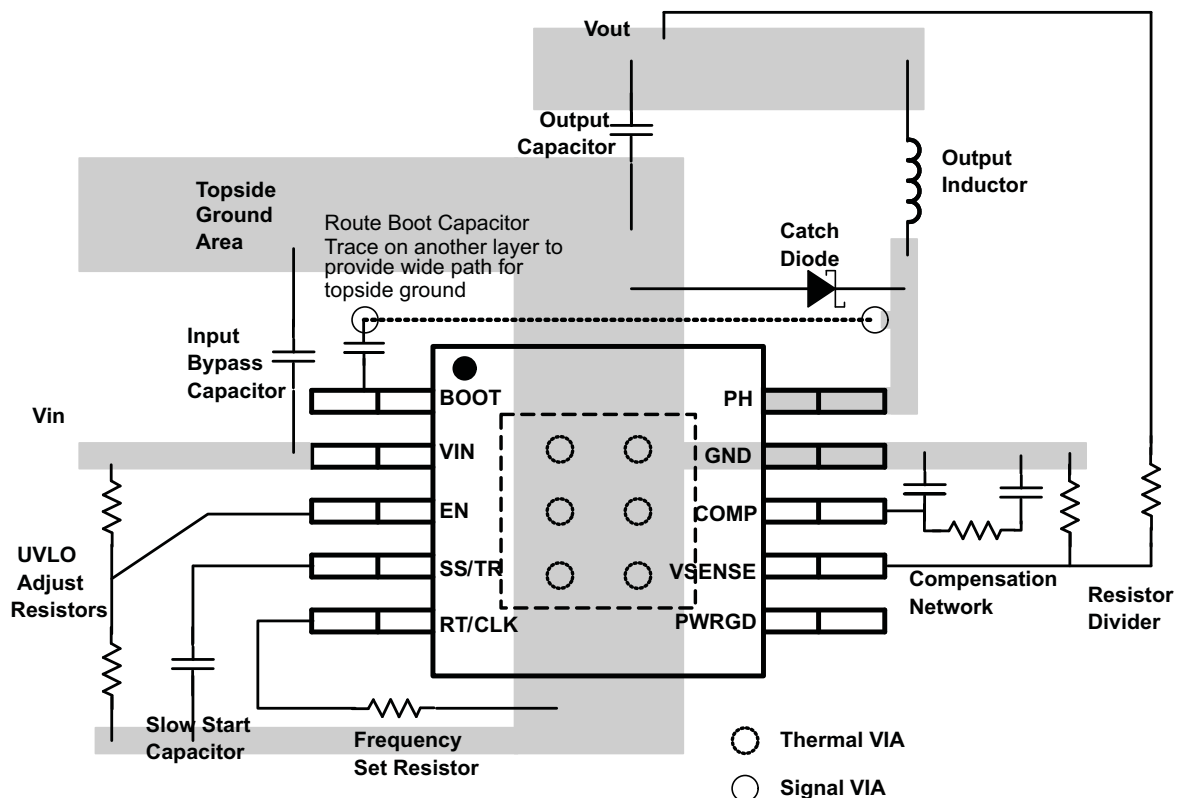 Vout
Output
Capacitor
Output
Inductor
Topside
Ground
Area
Route Boot Capacitor
Trace on another layer to
provide wide path for
topside ground
Catch
Diode
Input
Bypass
Capacitor
Vin
BOOT
VIN
EN
SS/TR
RT/CLK
PH
GND
COMP
VSENSE
PWRGD
UVLO
Adjust
Resistors
Compensation
Network
Resistor
Divider
Slow Start
Capacitor
Frequency
Set Resistor
Thermal VIA
Signal VIA